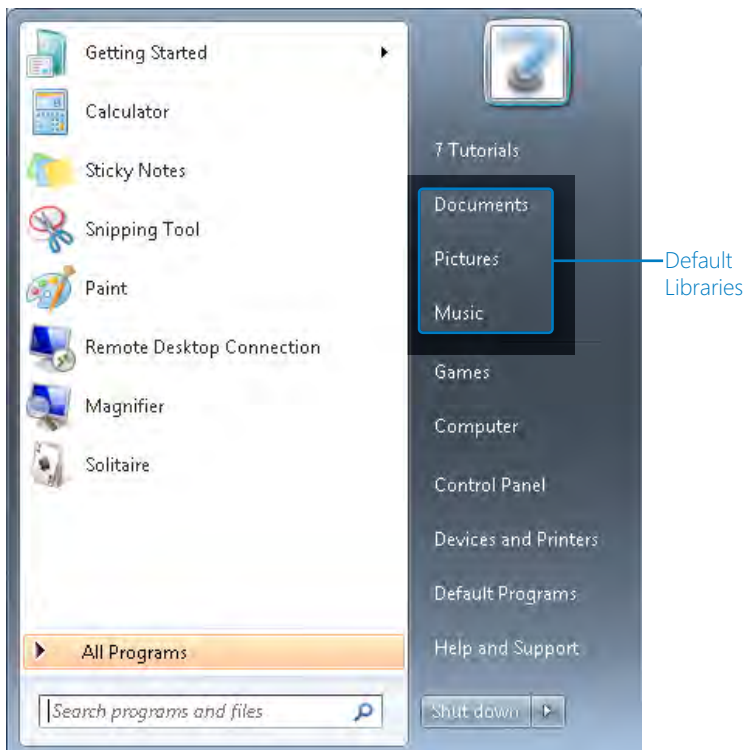 Getting Started
Calculator
Sticky Notes
Snipping Tool
Paint
Remote Desktop Connection
Magnifier
Solitaire
All Programs
Search programs and files
7 Tutorials
Documents
Pictures
Music
Games
Computer
Control Panel
Devices and Printers
Default Programs
Help and Support
Shut down
Default
Libraries